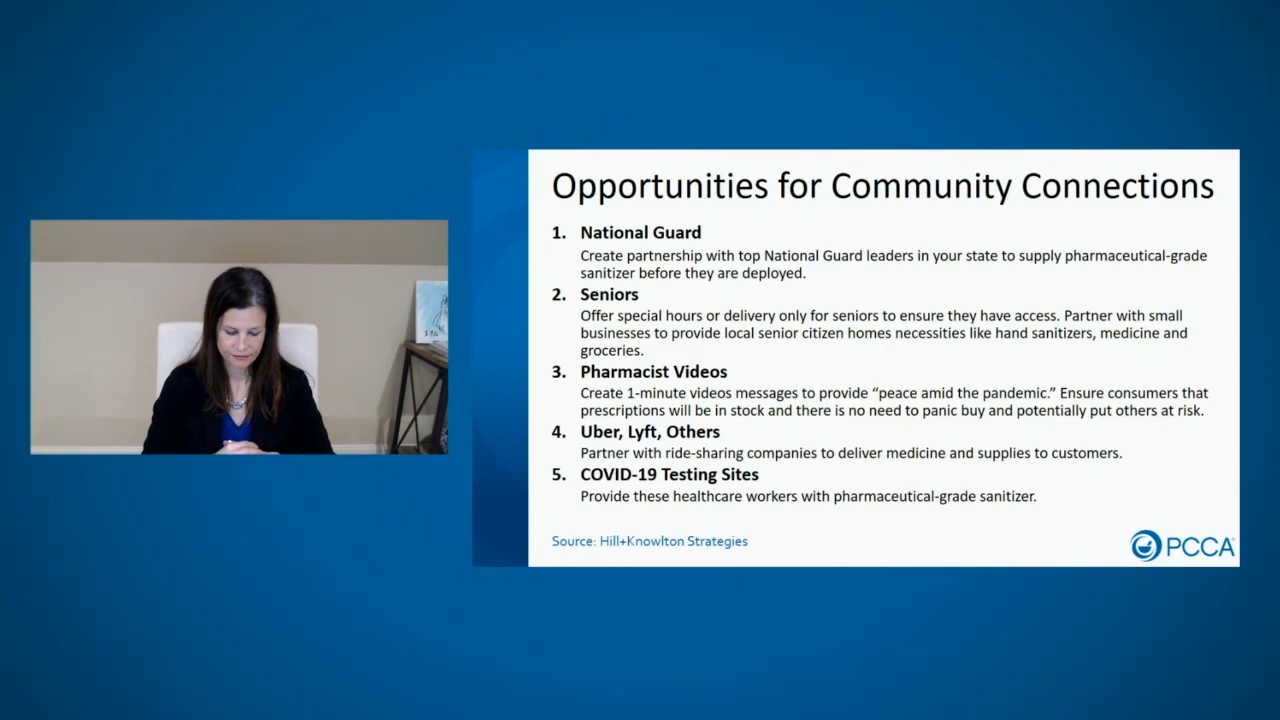 Opportunities for Community Connections
1. National Guard
Create partnership with top National Guard leaders in your state to supply pharmaceutical-grade
sanitizer before they are deployed.
2. Seniors
Offer special hours or delivery only for seniors to ensure they have access. Partner with small
businesses to provide local senior citizen homes necessities like hand sanitizers, medicine and
groceries.
3. Pharmacist Videos
Create 1-minute videos messages to provide “peace amid the pandemic.” Ensure consumers that
prescriptions will be in stock and there is no need to panic buy and potentially put others at risk.
4. Uber, Lyft, Others
Partner with ride-sharing companies to deliver medicine and supplies to customers.
5. COVID-19 Testing Sites
Provide these healthcare workers with pharmaceutical-grade sanitizer.
Source: Hill+Knowlton Strategies
PCCA